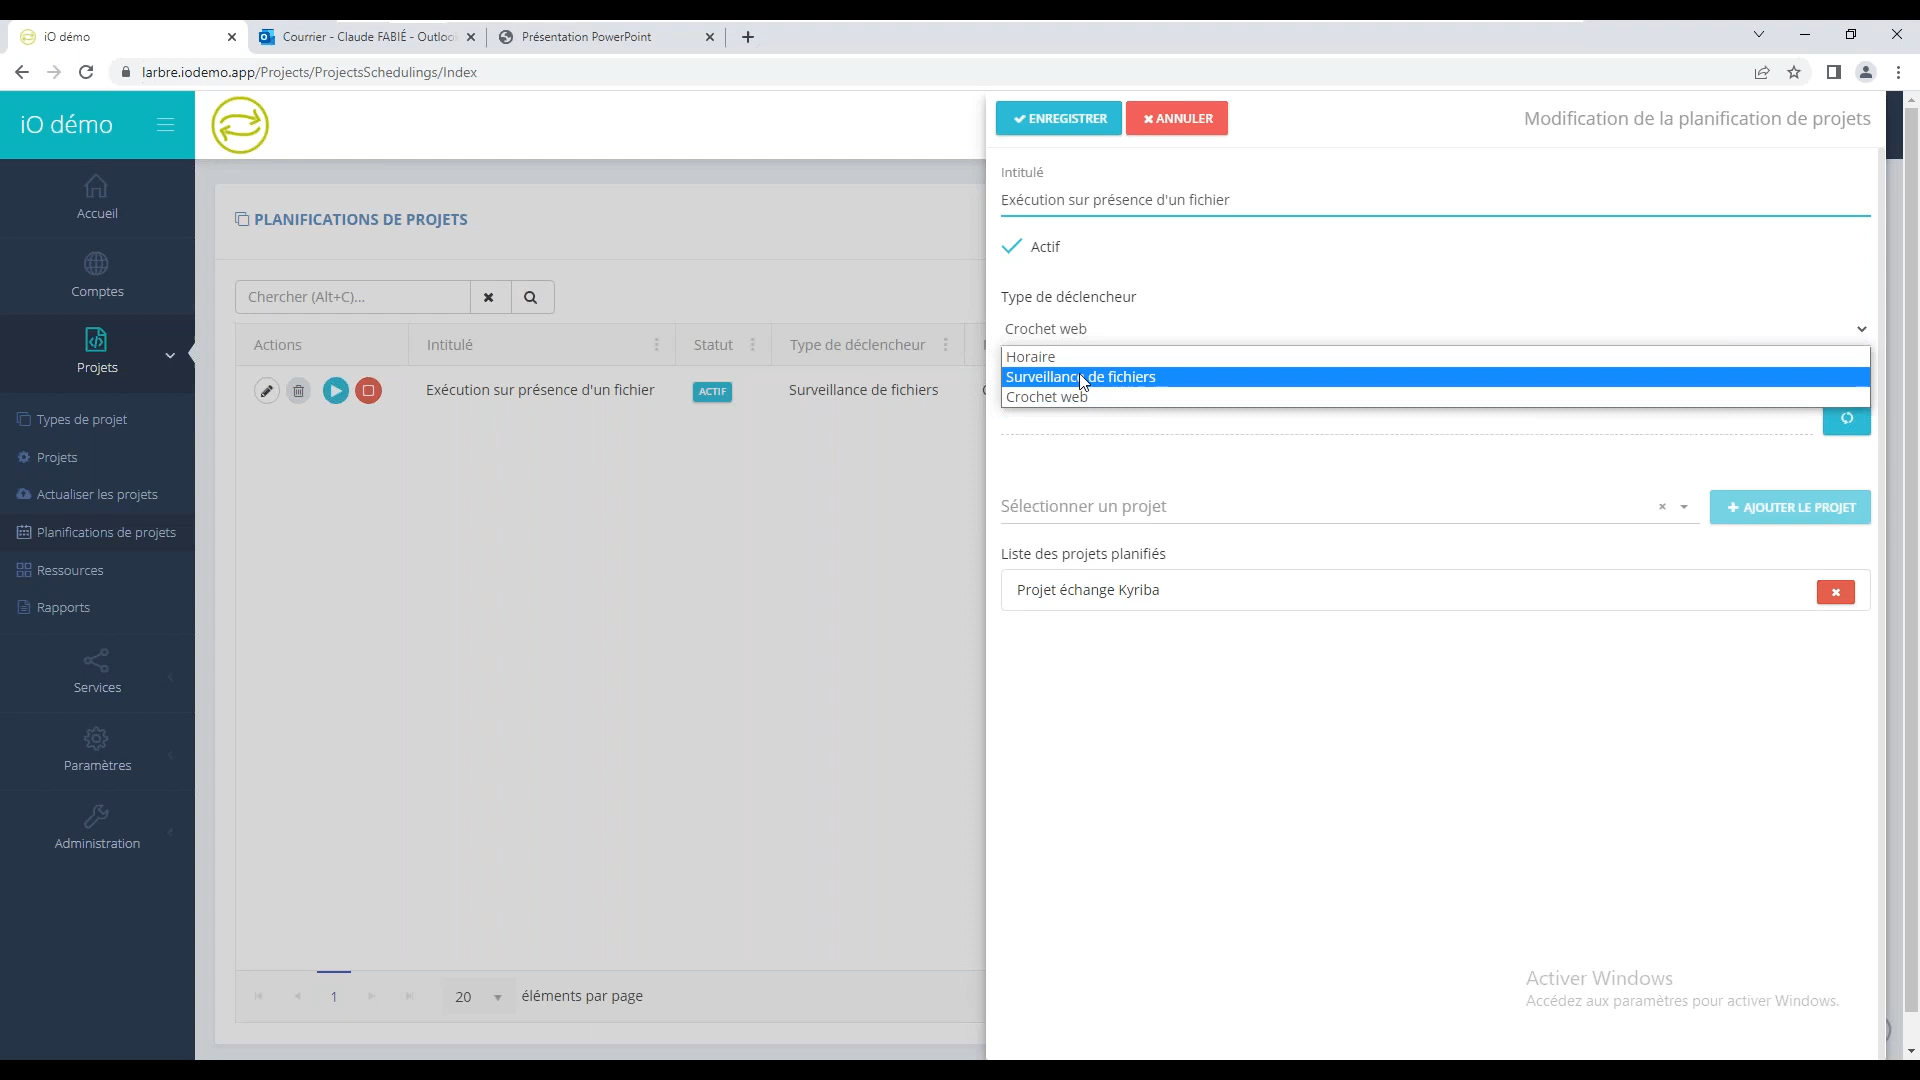 iO démo
Courrier - Claude FABIÉ - Outlo
Présentation PowerPoint
larbre.iodemo.app/Projects/ProjectsSchedulings/Index
iO démo
ENREGISTRER
ANNULER
Modification de la planification de projets
Accueil
Comptes
Projets
Types de projet
Projets
Actualiser les projets
Planifications de projets
Ressources
Rapports
Services
Paramètres
Administration
PLANIFICATIONS DE PROJETS
Chercher (Alt+C)...
Actions
Intitulé
Statut
Type de déclencheur
Exécution sur présence d'un fichier
ACTIF
Surveillance de fichiers
1
20
éléments par page
Intitulé
Exécution sur présence d'un fichier
Actif
Type de déclencheur
Crochet web
Horaire
Surveillance de fichiers
Crochet web
Sélectionner un projet
AJOUTER LE PROJET
Liste des projets planifiés
Projet échange Kyriba
Activer Windows
Accédez aux paramètres pour activer Windows.